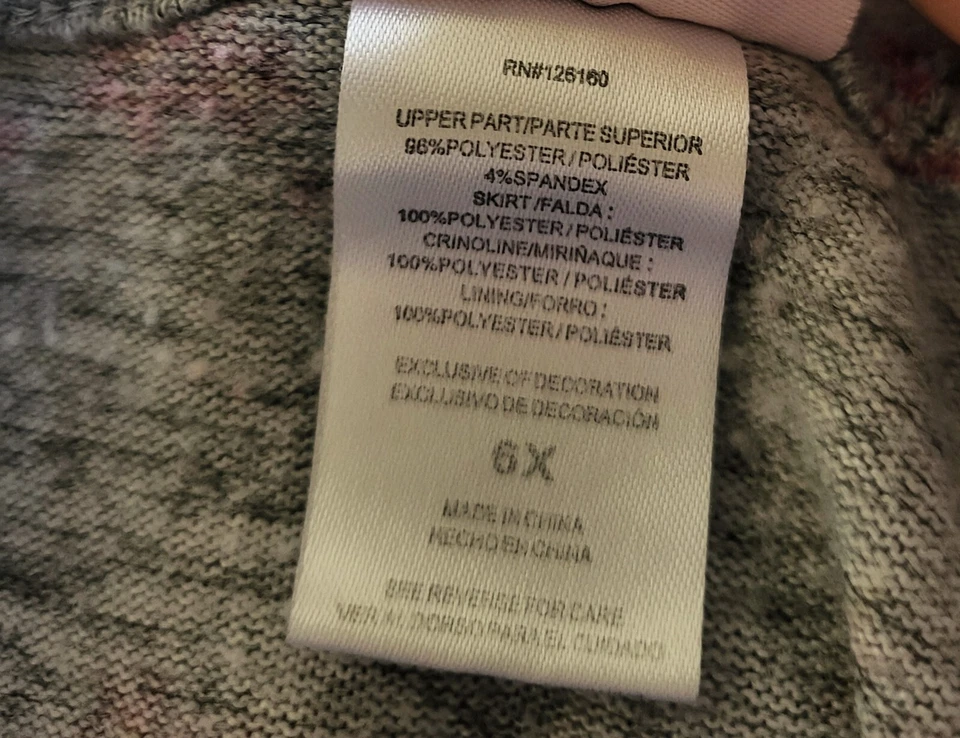 RN#126160
UPPER PART/PARTE SUPERIOR
96%POLYESTER/POLIÉSTER
4%SPANDEX
SKIRT/FALDA:
100%POLYESTER/POLIÉSTER
CRINOLINE/MIRIÑAQUE:
100%POLYESTER/POLIÉSTER
LINING/FORRO:
100%POLYESTER/POLIÉSTER
EXCLUSIVE OF DECORATION
EXCLUSIVO DE DECORACIÓN
6X
MADE IN CHINA
HECHO EN CHINA
SEE REVERSE FOR CARE
VER AL DORSO PARA EL CUIDADO